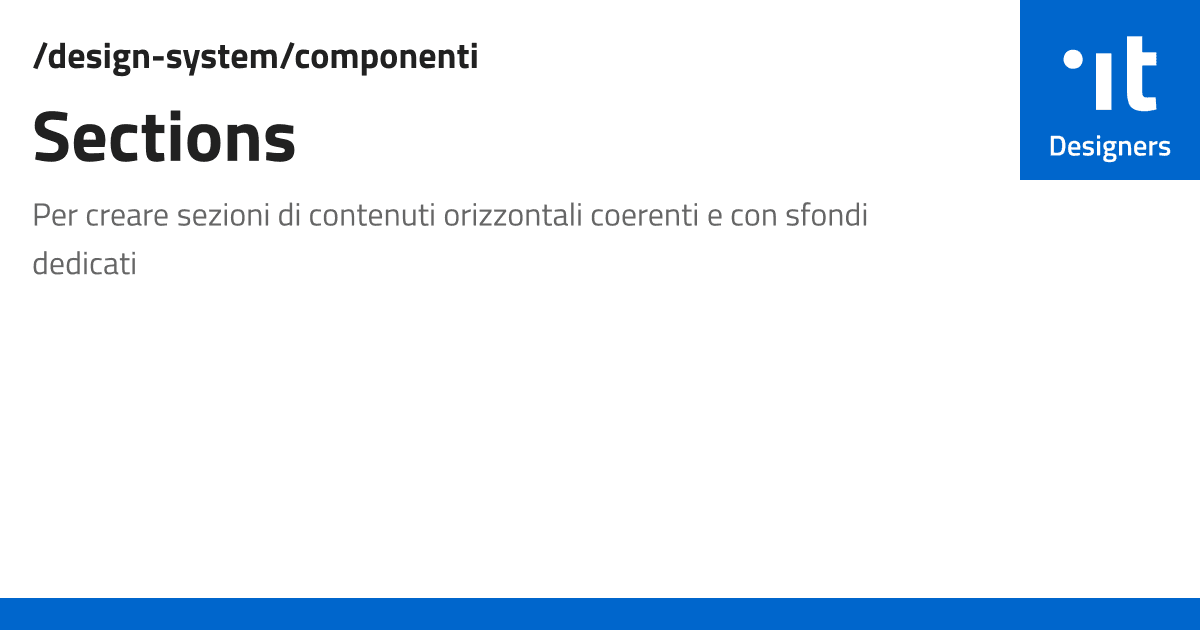 /design-system/componenti
Sections
Per creare sezioni di contenuti orizzontali coerenti e con sfondi
dedicati
it
Designers